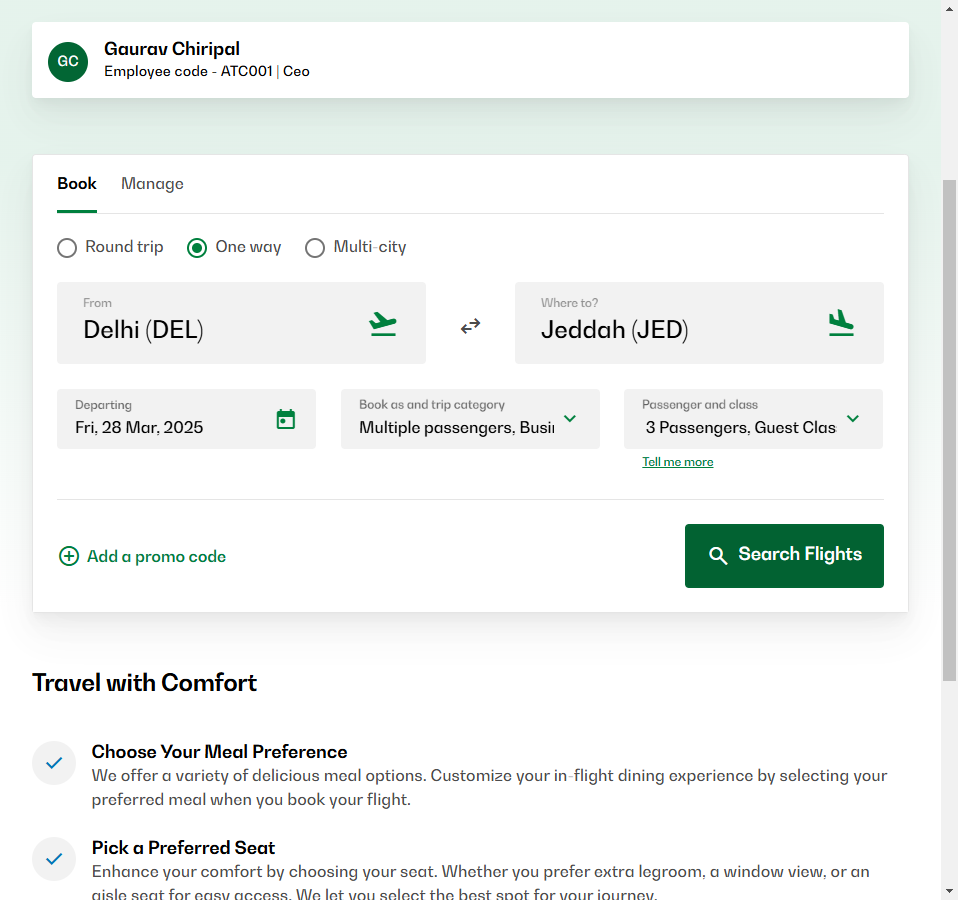 GC
Gaurav Chiripal
Employee code - ATC001 | Ceo
Book Manage
Round trip One way Multi-city
From
Delhi (DEL)
Where to?
Jeddah (JED)
Departing
Fri, 28 Mar, 2025
Book as and trip category
Multiple passengers, Busi
Passenger and class
3 Passengers, Guest Clas
Tell me more
Add a promo code
Search Flights
Travel with Comfort
Choose Your Meal Preference
We offer a variety of delicious meal options. Customize your in-flight dining experience by selecting your
preferred meal when you book your flight.
Pick a Preferred Seat
Enhance your comfort by choosing your seat. Whether you prefer extra legroom, a window view, or an
aisle seat for easy access. We let you select the best spot for your journey.